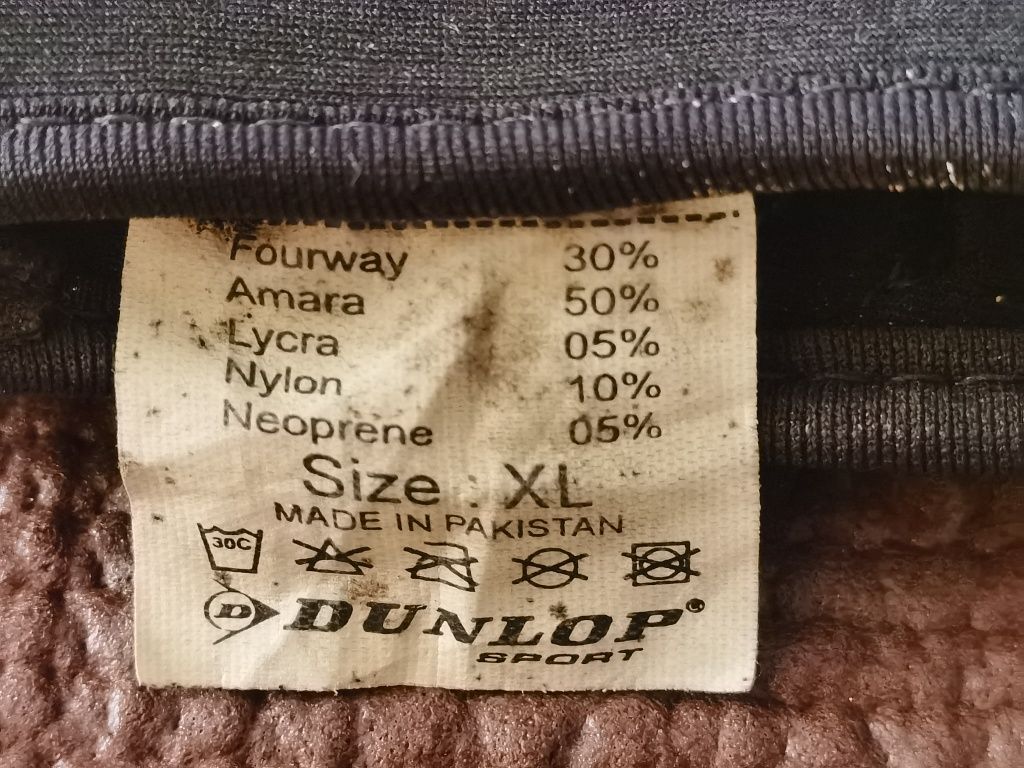 Fourway 30%
Amara 50%
Lycra 05%
Nylon 10%
Neoprene 05%
Size : XL
MADE IN PAKISTAN
30C
D DUNLOP®
SPORT